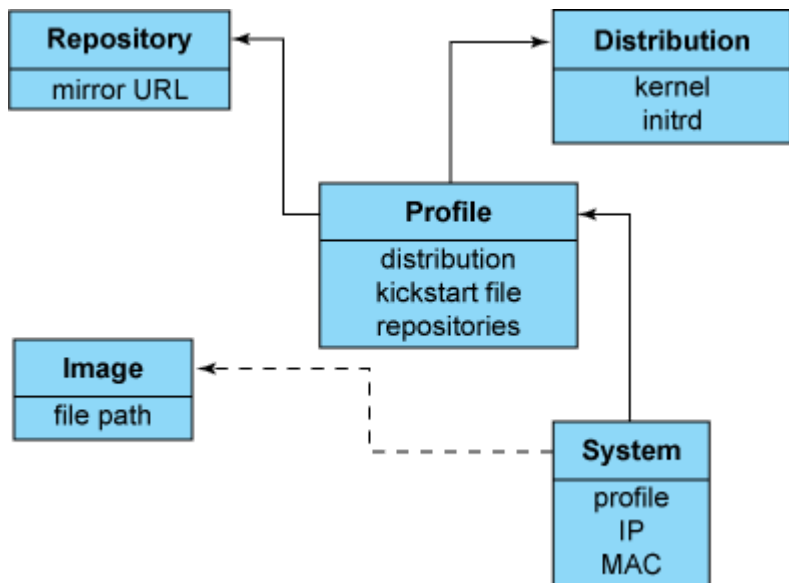 Repository
mirror URL
Distribution
kernel
initrd
Profile
distribution
kickstart file
repositories
Image
file path
System
profile
IP
MAC